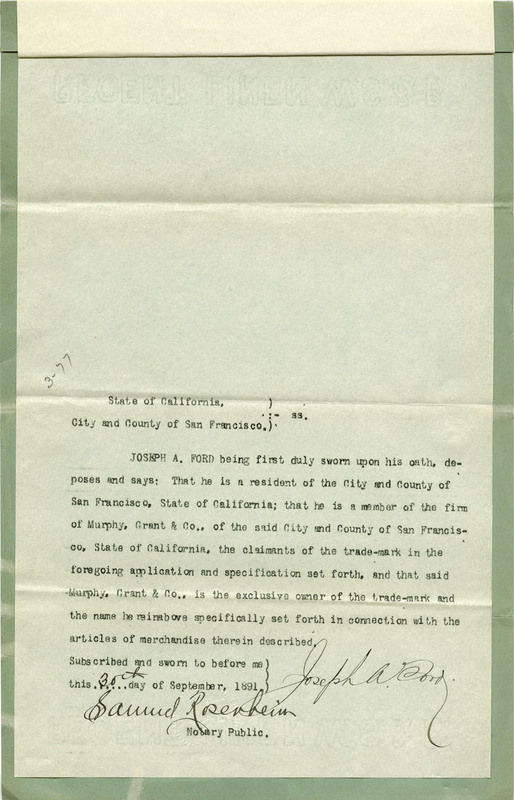 REGENT LINEN W S & B
3-77
State of California, )
:- ss.
City and County of San Francisco.)
JOSEPH A. FORD being first duly sworn upon his oath, de-
poses and says: That he is a resident of the City and County of
San Francisco, State of California; that he is a member of the firm
of Murphy, Grant & Co., of the said City and County of San Francis-
co, State of California, the claimants of the trade-mark in the
foregoing application and specification set forth, and that said
Murphy, Grant & Co., is the exclusive owner of the trade-mark and
the name hereinabove specifically set forth in connection with the
articles of merchandise therein described.
Subscribed and sworn to before me)
this.30th..day of September, 1891)
Joseph A. Ford
Samuel Rosenheim
Notary Public.